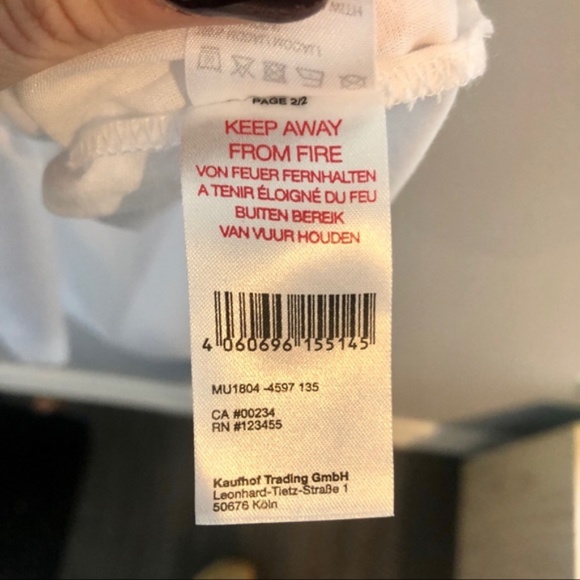 PAGE 2/2
KEEP AWAY
FROM FIRE
VON FEUER FERNHALTEN
A TENIR ÉLOIGNÉ DU FEU
BUITEN BEREIK
VAN VUUR HOUDEN
4 060696 155145
MU1804 -4597 135
CA #00234
RN #123455
Kaufhof Trading GmbH
Leonhard-Tietz-Straße 1
50676 Köln